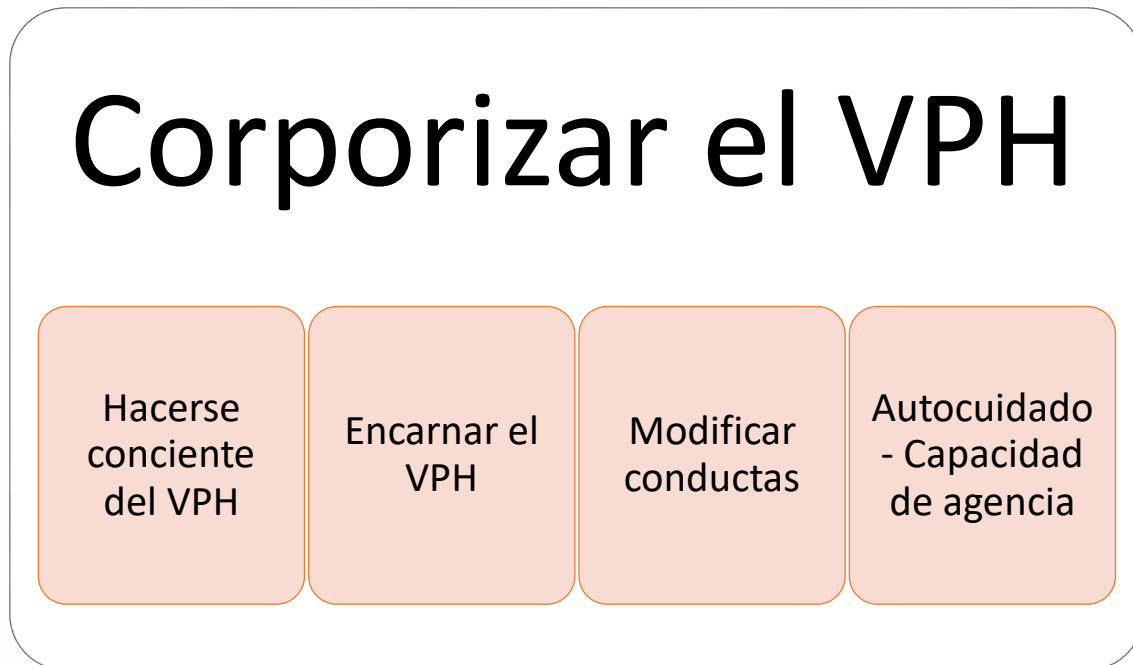 Corporizar el VPH
Hacerse
conciente
del VPH
Encarnar el
VPH
Modificar
conductas
Autocuidado
- Capacidad
de agencia